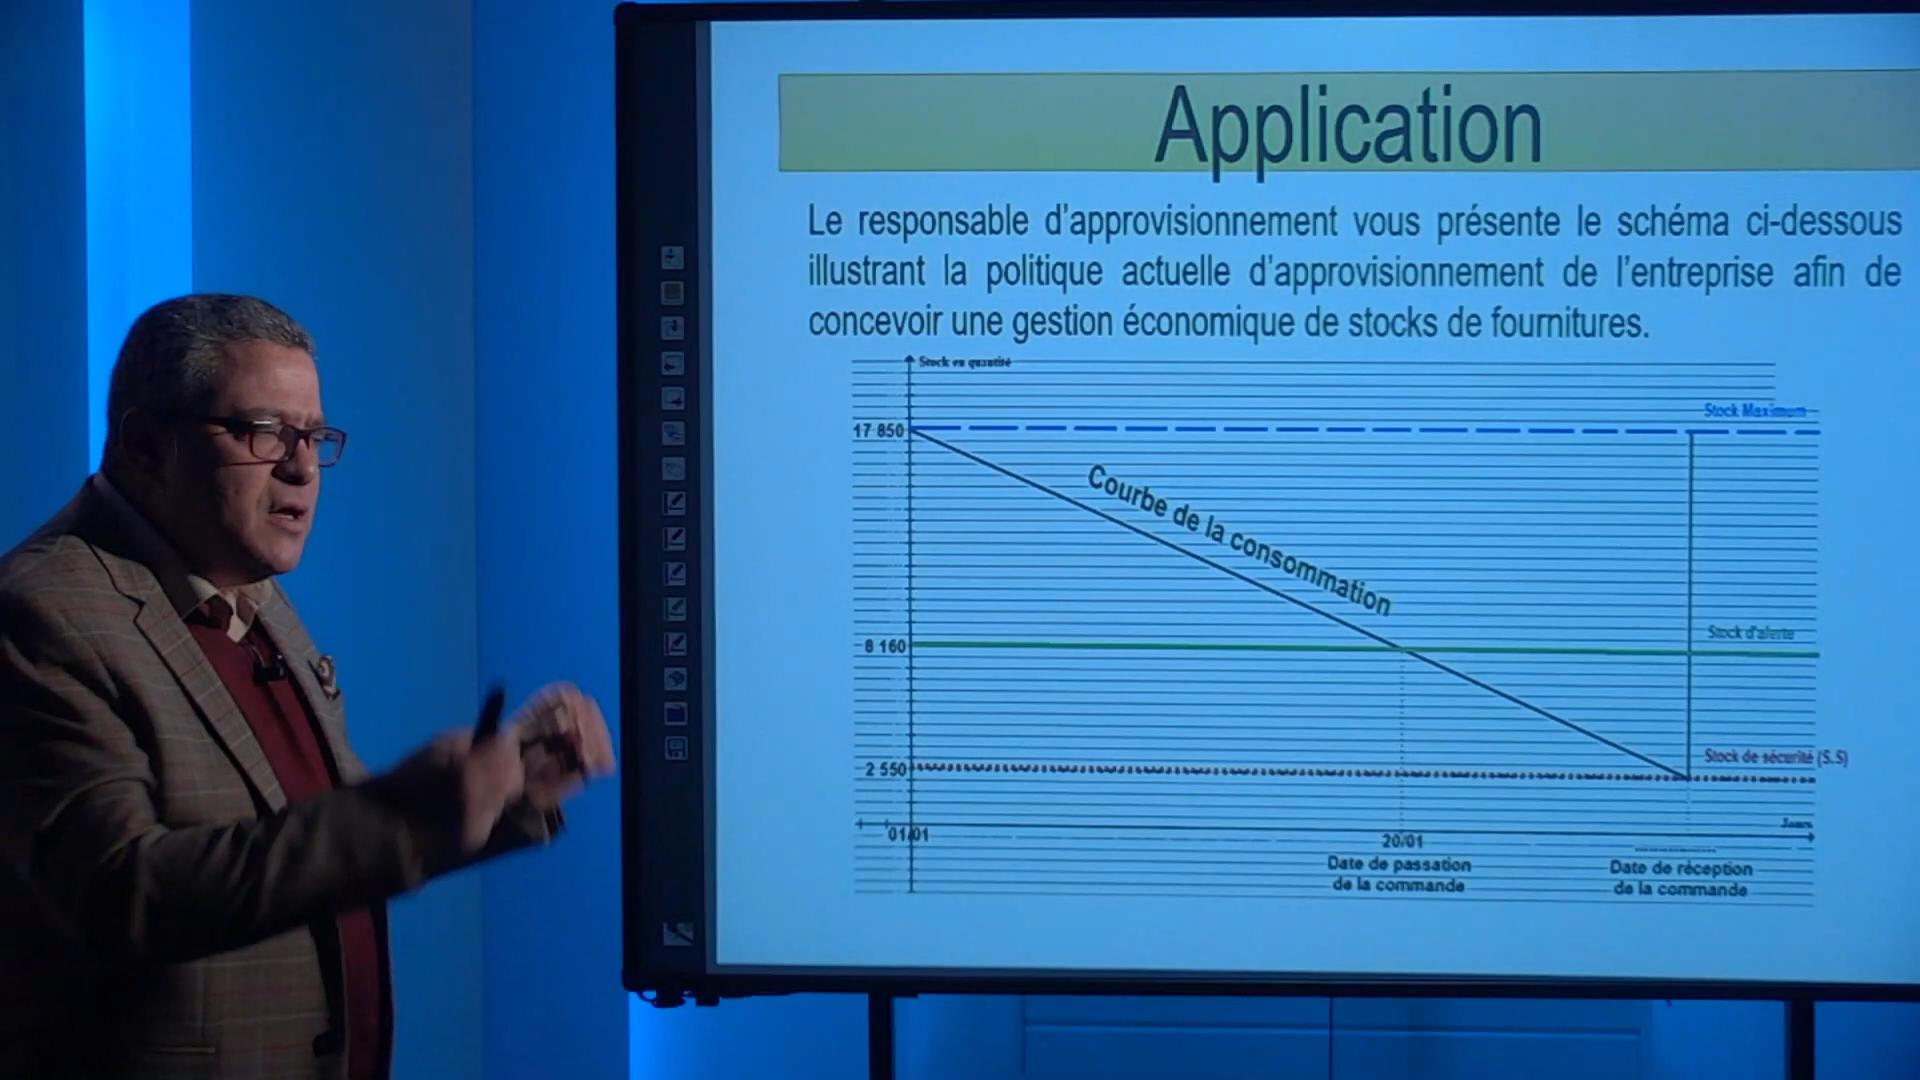 Application
Le responsable d'approvisionnement vous présente le schéma ci-dessous
illustrant la politique actuelle d'approvisionnement de l'entreprise afin de
concevoir une gestion économique de stocks de fournitures.
Stock en quantité
Stock Maximum
17 850
Courbe de la consommation
Stock d'alerte
8 160
Stock de sécurité (S.S)
2 550
Jours
01/01
20/01
Date de passation
de la commande
Date de réception
de la commande